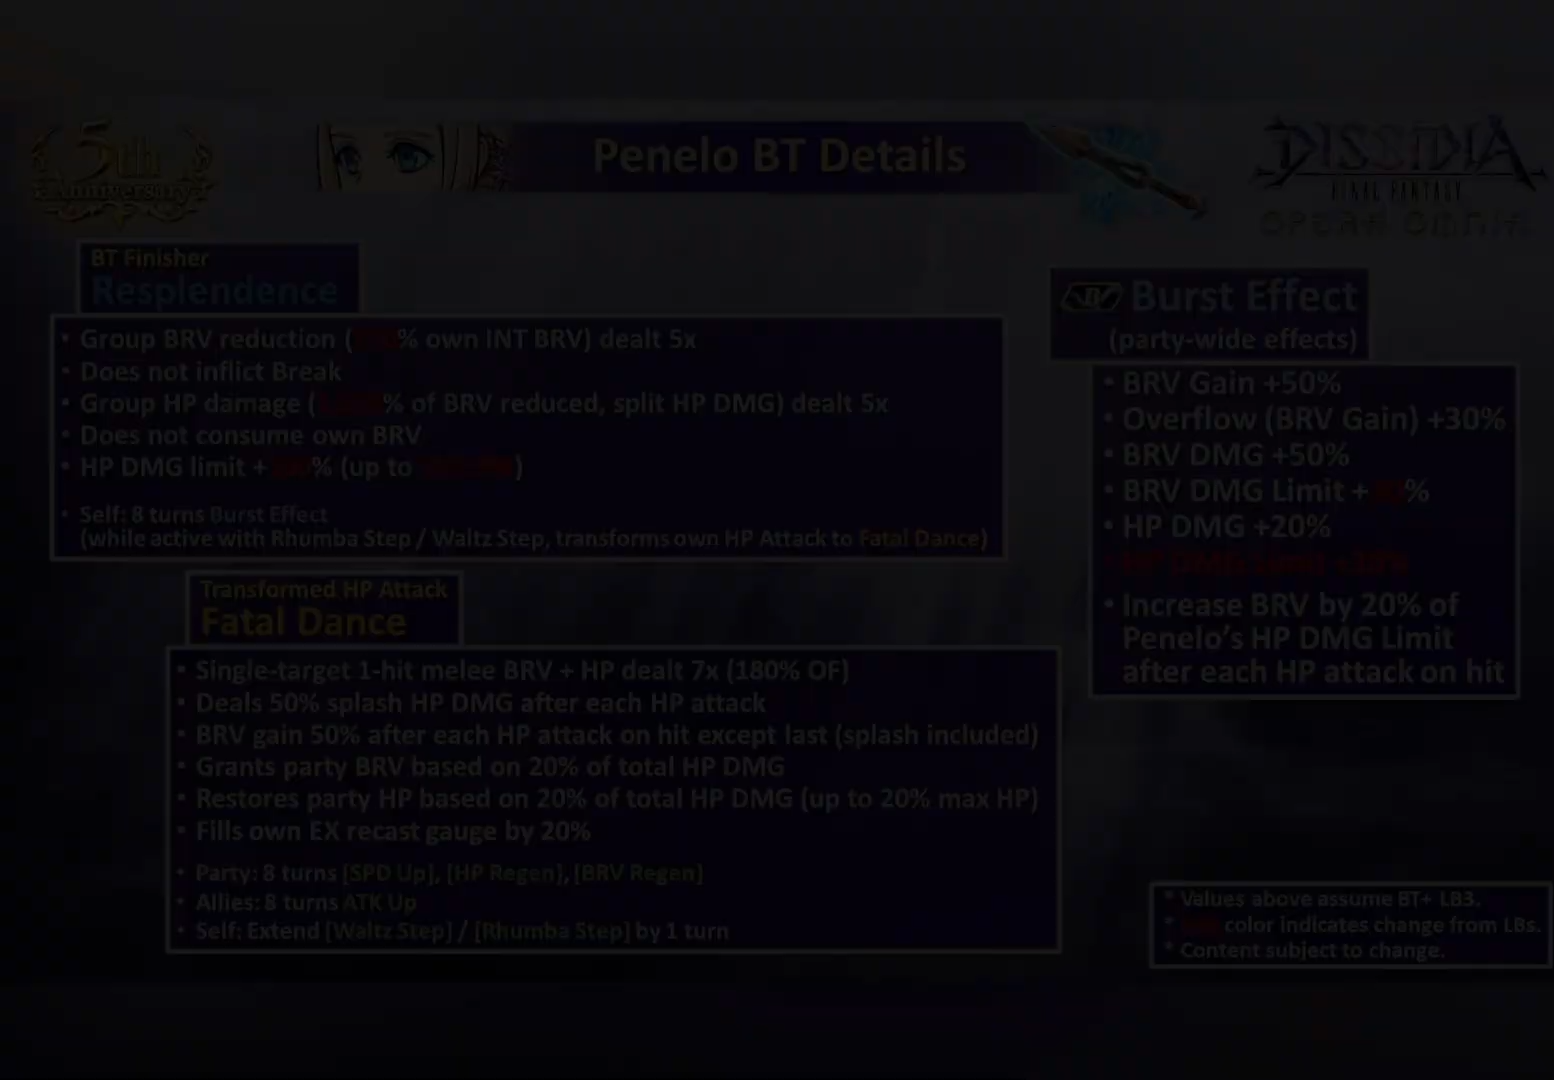 5th
Anniversary
Penelo BT Details
DISSIDIA
FINAL FANTASY
OPERA OMNIA
BT Finisher
Resplendence
• Group BRV reduction ( % own INT BRV) dealt 5x
• Does not inflict Break
• Group HP damage ( % of BRV reduced, split HP DMG) dealt 5x
• Does not consume own BRV
• HP DMG limit + % (up to )
• Self: 8 turns Burst Effect
(while active with Rhumba Step / Waltz Step, transforms own HP Attack to Fatal Dance)
BT Burst Effect
(party-wide effects)
• BRV Gain +50%
• Overflow (BRV Gain) +30%
• BRV DMG +50%
• BRV DMG Limit + %
• HP DMG +20%
• HP DMG Limit
• Increase BRV by 20% of
Penelo's HP DMG Limit
after each HP attack on hit
Transformed HP Attack
Fatal Dance
• Single-target 1-hit melee BRV + HP dealt 7x (180% OF)
• Deals 50% splash HP DMG after each HP attack
• BRV gain 50% after each HP attack on hit except last (splash included)
• Grants party BRV based on 20% of total HP DMG
• Restores party HP based on 20% of total HP DMG (up to 20% max HP)
• Fills own EX recast gauge by 20%
• Party: 8 turns [SPD Up], [HP Regen], [BRV Regen]
• Allies: 8 turns ATK Up
• Self: Extend [Waltz Step] / [Rhumba Step] by 1 turn
* Values above assume BT+ LB3.
* color indicates change from LBs.
* Content subject to change.